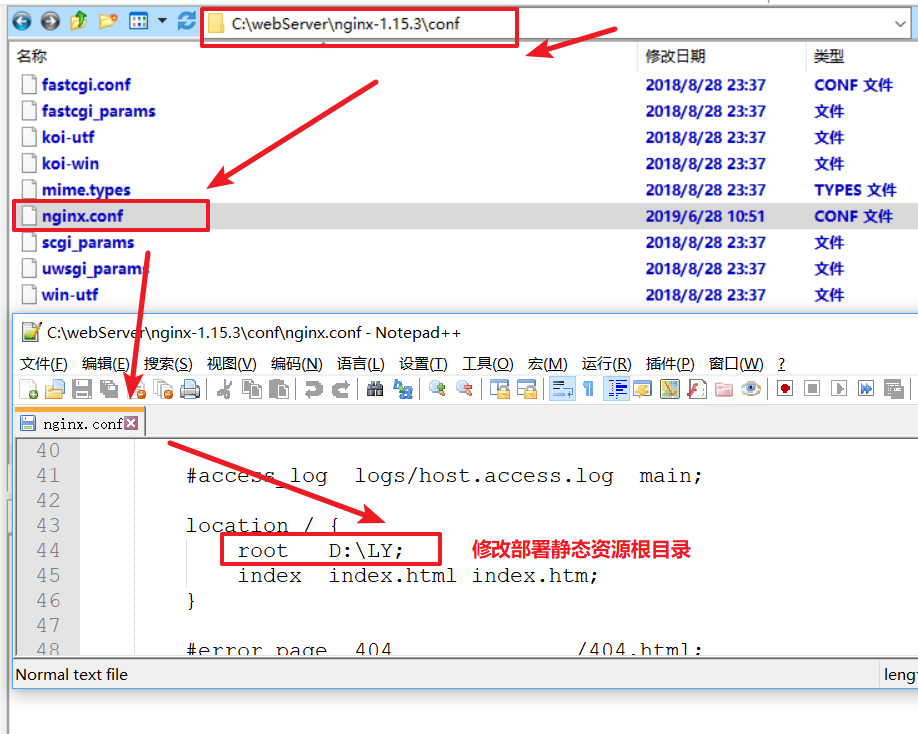 C:\webServer\nginx-1.15.3\conf
名称 修改日期 类型
fastcgi.conf 2018/8/28 23:37 CONF 文件
fastcgi_params 2018/8/28 23:37 文件
koi-utf 2018/8/28 23:37 文件
koi-win 2018/8/28 23:37 文件
mime.types 2018/8/28 23:37 TYPES 文件
nginx.conf 2019/6/28 10:51 CONF 文件
scgi_params 2018/8/28 23:37 文件
uwsgi_params 2018/8/28 23:37 文件
win-utf 2018/8/28 23:37 文件
C:\webServer\nginx-1.15.3\conf\nginx.conf - Notepad++
文件(F) 编辑(E) 搜索(S) 视图(V) 编码(N) 语言(L) 设置(T) 工具(O) 宏(M) 运行(R) 插件(P) 窗口(W) ?
nginx.conf
40
41 #access_log logs/host.access.log main;
42
43 location / {
44 root D:\LY; 修改部署静态资源根目录
45 index index.html index.htm;
46 }
47
48 #error_page 404 /404.html;
Normal text file